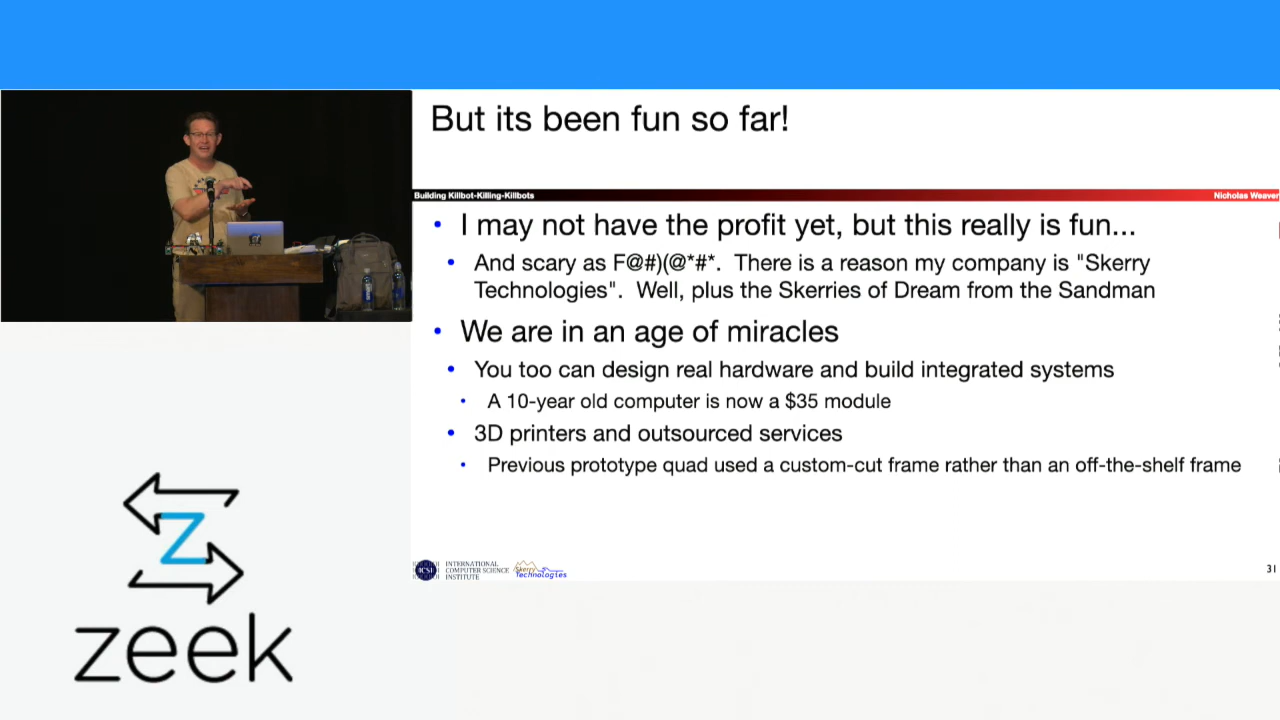 But its been fun so far!
Building Killbot-Killing-Killbots
Nicholas Weaver
• I may not have the profit yet, but this really is fun...
• And scary as F@#)(@*#*. There is a reason my company is "Skerry
Technologies". Well, plus the Skerries of Dream from the Sandman
• We are in an age of miracles
• You too can design real hardware and build integrated systems
• A 10-year old computer is now a $35 module
• 3D printers and outsourced services
• Previous prototype quad used a custom-cut frame rather than an off-the-shelf frame
ICSI
INTERNATIONAL
COMPUTER SCIENCE
INSTITUTE
Skerry
Technologies
31
z
zeek